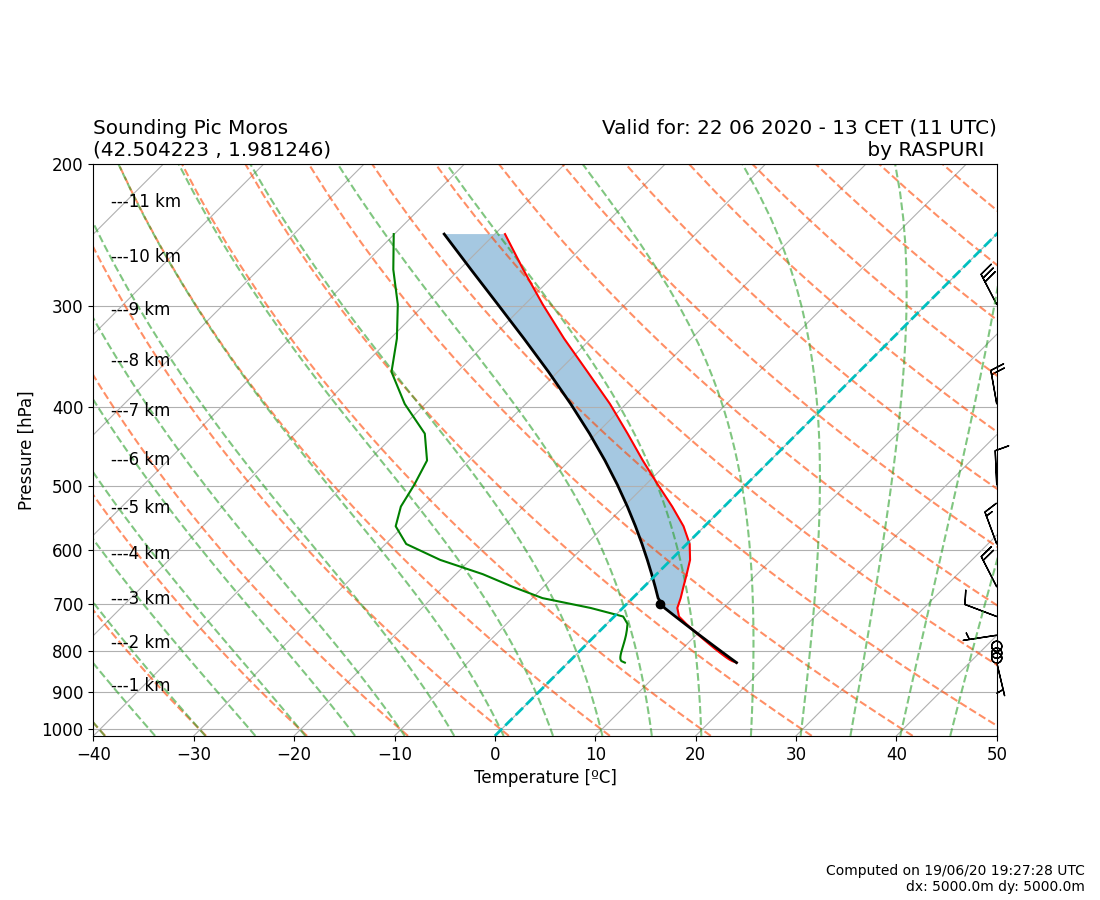 Sounding Pic Moros
(42.504223 , 1.981246)
Valid for: 22 06 2020 - 13 CET (11 UTC)
by RASPURI
200
300
400
500
600
700
800
900
1000
Pressure [hPa]
---11 km
---10 km
---9 km
---8 km
---7 km
---6 km
---5 km
---4 km
---3 km
---2 km
---1 km
−40 −30 −20 −10 0 10 20 30 40 50
Temperature [ºC]
Computed on 19/06/20 19:27:28 UTC
dx: 5000.0m dy: 5000.0m